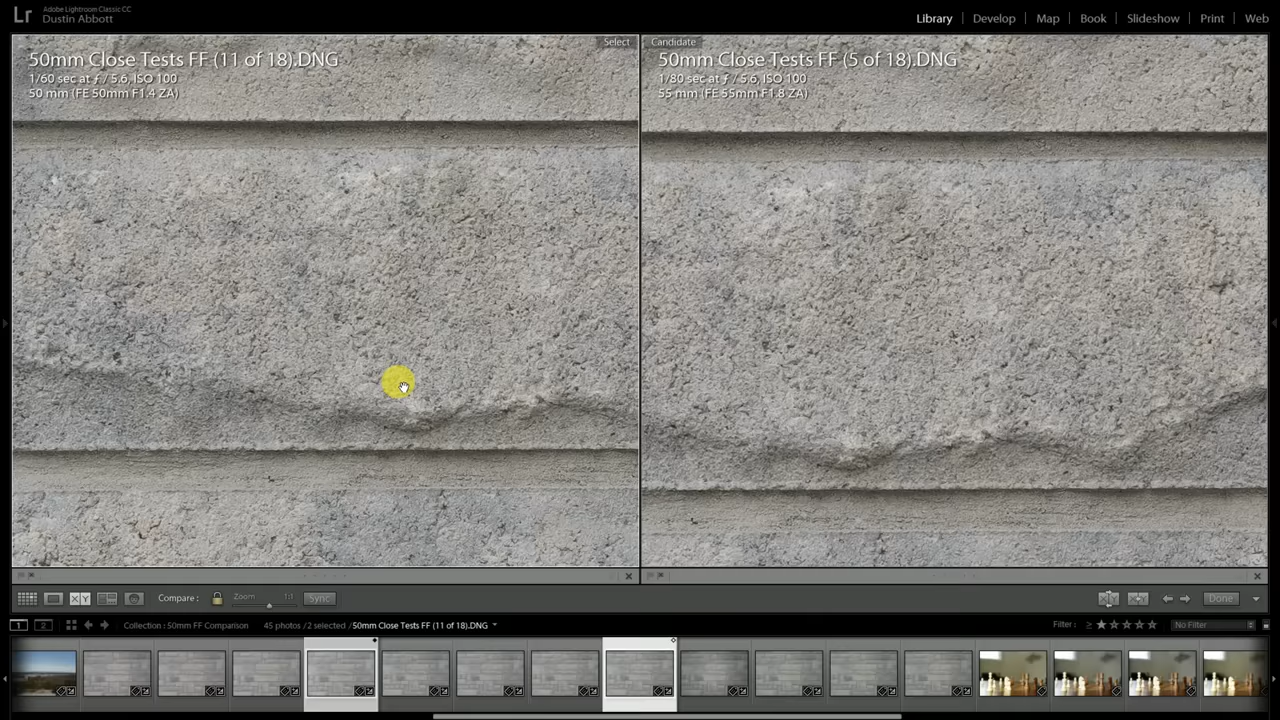 Lr
Adobe Lightroom Classic CC
Dustin Abbott
Library | Develop | Map | Book | Slideshow | Print | Web
Select
50mm Close Tests FF (11 of 18).DNG
1/60 sec at ƒ / 5.6, ISO 100
50 mm (FE 50mm F1.4 ZA)
Candidate
50mm Close Tests FF (5 of 18).DNG
1/80 sec at ƒ / 5.6, ISO 100
55 mm (FE 55mm F1.8 ZA)
X Y
Compare :
Zoom
1:1
Sync
X Y
Done
1
2
Collection : 50mm FF Comparison
45 photos /2 selected /50mm Close Tests FF (11 of 18).DNG
Filter :
≥
No Filter